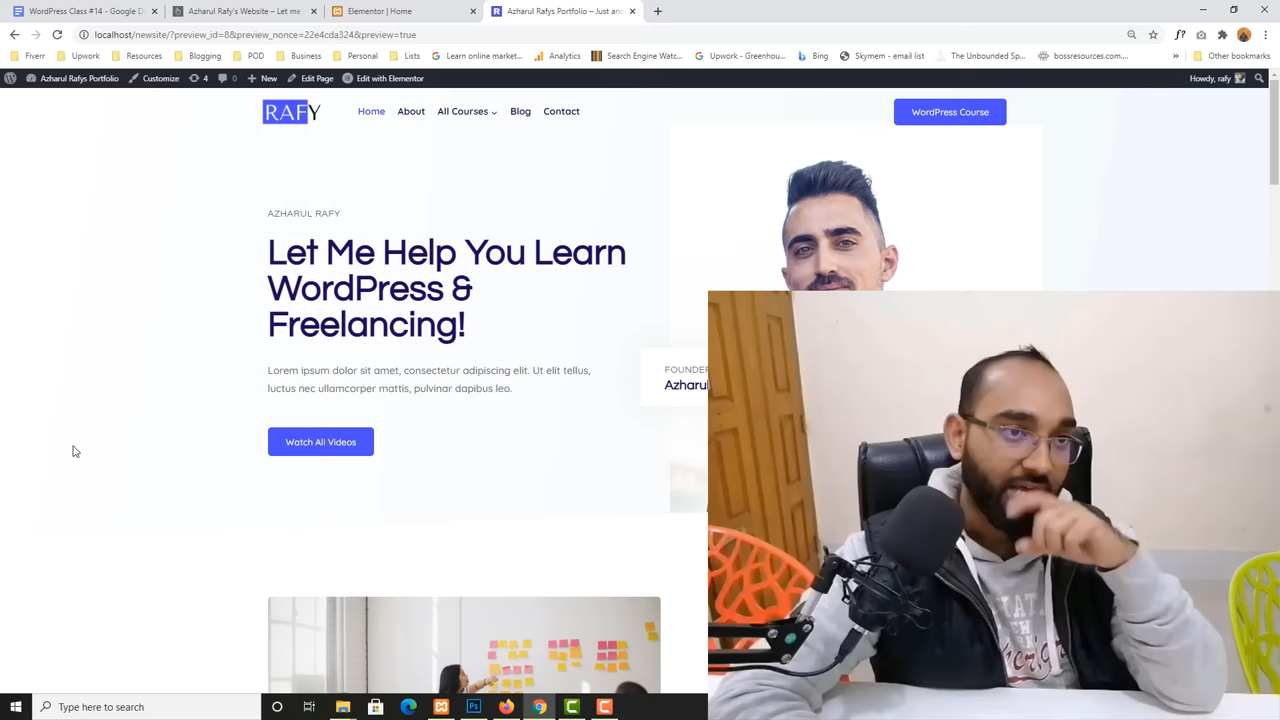 WordPress Class #14 - Google D
Azharul Rafy's Website – Let me
Elementor | Home
Azharul Rafys Portfolio – Just an
localhost/newsite/?preview_id=8&preview_nonce=22e4cda324&preview=true
Fiverr
Upwork
Resources
Blogging
POD
Business
Personal
Lists
Learn online market...
Analytics
Search Engine Watc...
Upwork - Greenhou...
Bing
Skymem - email list
The Unbounded Sp...
bossresources.com...
»
Other bookmarks
Azharul Rafys Portfolio
Customize
4
0
+ New
Edit Page
Edit with Elementor
Howdy, rafy
RAFY
Home
About
All Courses
Blog
Contact
WordPress Course
AZHARUL RAFY
Let Me Help You Learn
WordPress &
Freelancing!
Lorem ipsum dolor sit amet, consectetur adipiscing elit. Ut elit tellus,
luctus nec ullamcorper mattis, pulvinar dapibus leo.
FOUNDER
Azharul
Watch All Videos
Type here to search